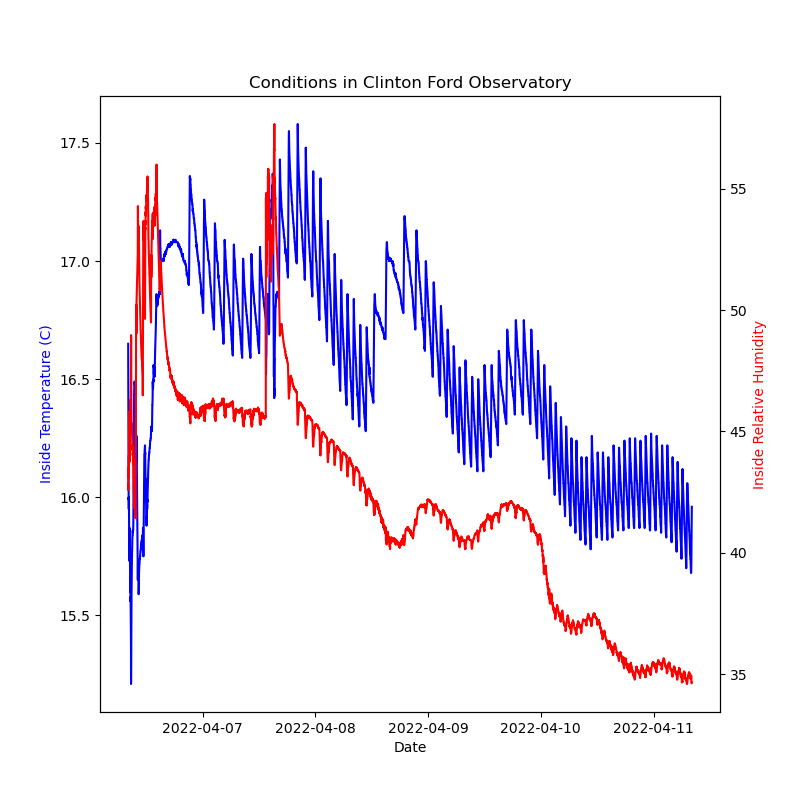 Conditions in Clinton Ford Observatory
Inside Temperature (C)
17.5
17.0
16.5
16.0
15.5
55
50
45
40
35
Inside Relative Humidity
2022-04-07 2022-04-08 2022-04-09 2022-04-10 2022-04-11
Date